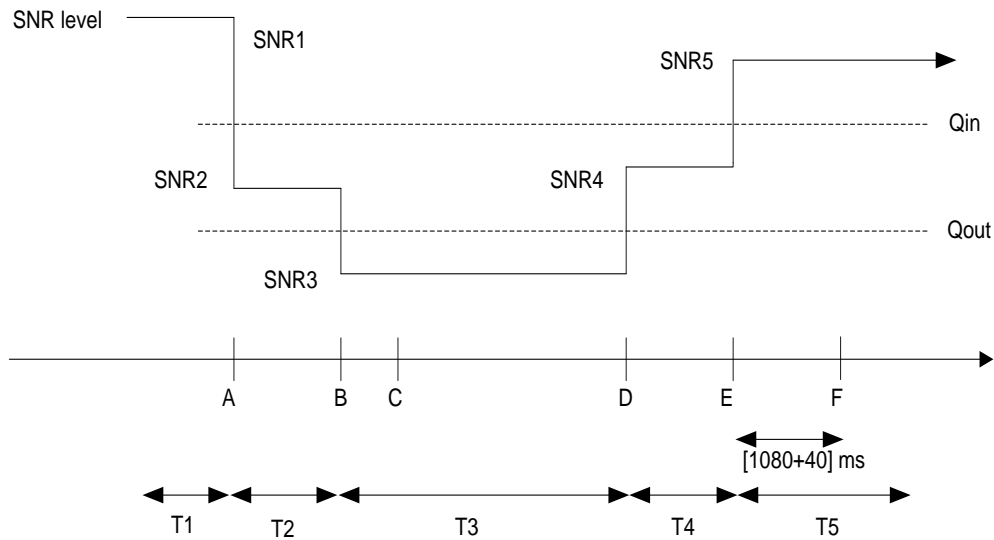 SNR level
SNR1
SNR5
Qin
SNR2
SNR4
Qout
SNR3
A B C D E F
[1080+40] ms
T1 T2 T3 T4 T5